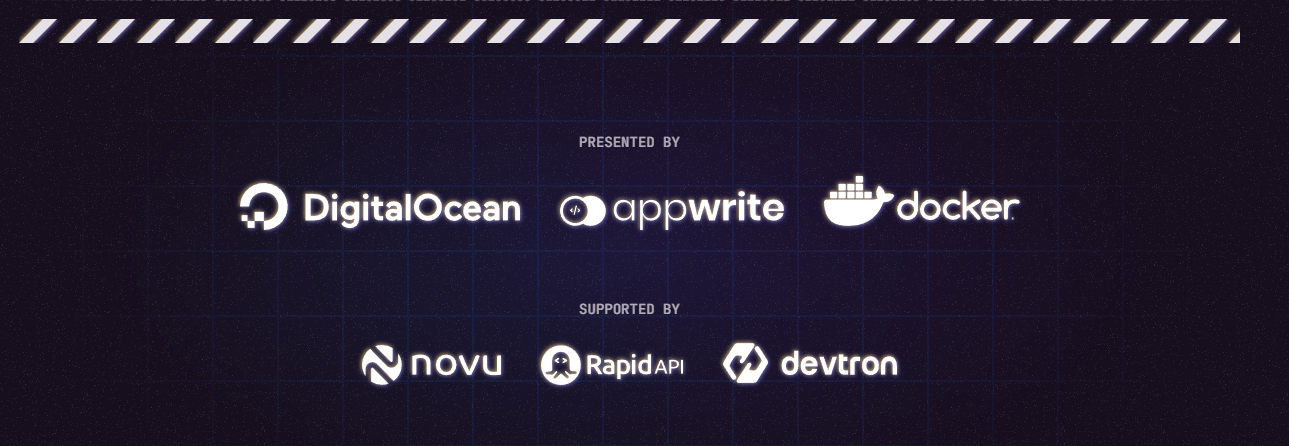 PRESENTED BY
DigitalOcean appwrite docker
SUPPORTED BY
novu RapidAPI devtron